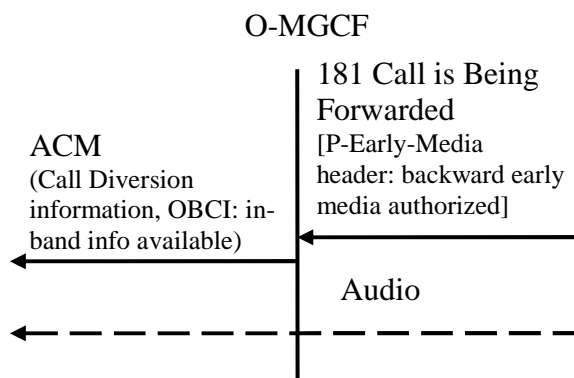 O-MGCF
181 Call is Being
Forwarded
[P-Early-Media
header: backward early
media authorized]
ACM
(Call Diversion
information, OBCI: in-
band info available)
Audio